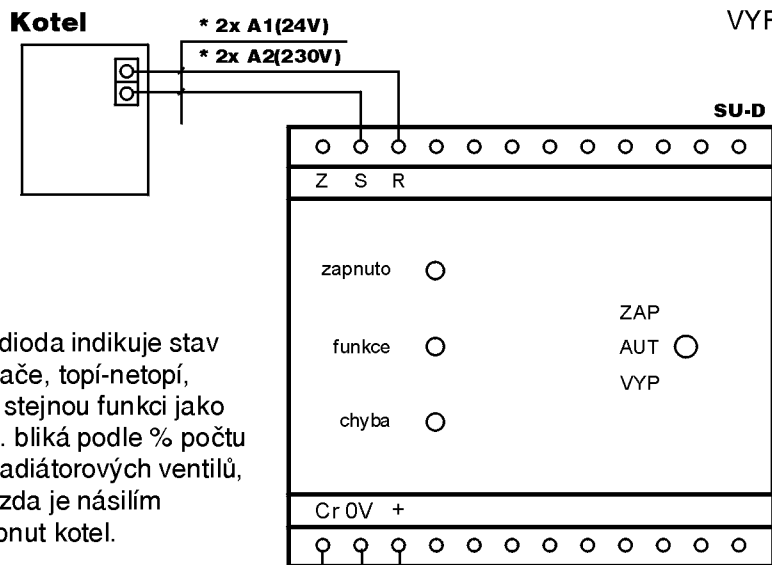 Kotel
* 2x A1(24V)
* 2x A2(230V)
VYP
SU-D
Z S R
zapnuto
funkce
chyba
ZAP
AUT
VYP
dioda indikuje stav
ače, topí-netopí,
stejnou funkci jako
. bliká podle % počtu
adiátorových ventilů,
zda je násilím
pnut kotel.
Cr 0V +